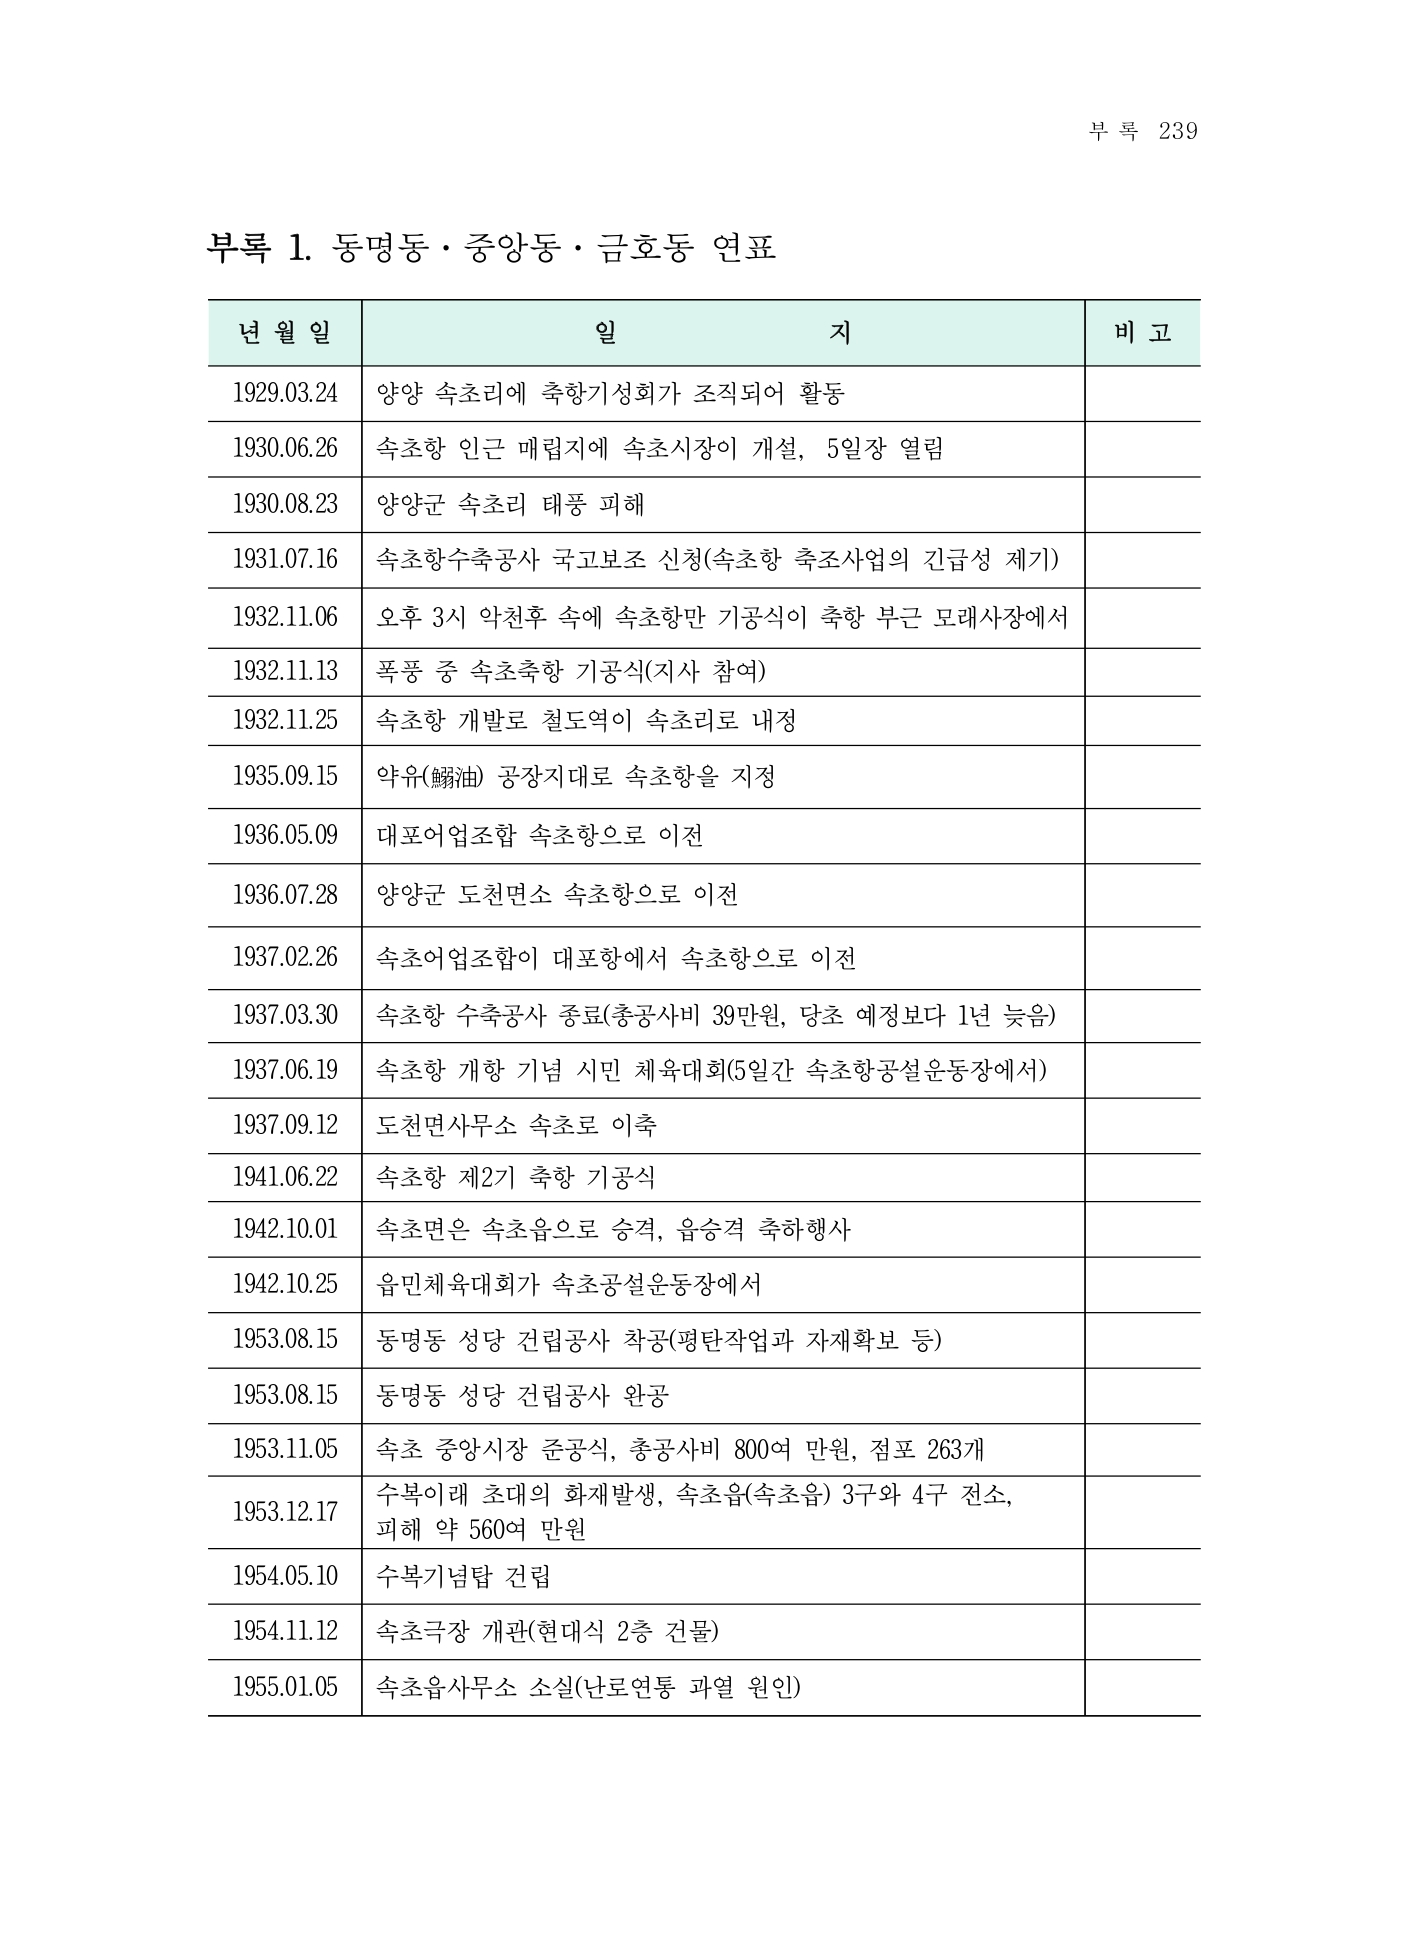 부 록 239
부록 1. 동명동·중앙동·금호동 연표
년 월 일 일 지 비 고
1929.03.24 양양 속초리에 축항기성회가 조직되어 활동
1930.06.26 속초항 인근 매립지에 속초시장이 개설, 5일장 열림
1930.08.23 양양군 속초리 태풍 피해
1931.07.16 속초항수축공사 국고보조 신청(속초항 축조사업의 긴급성 제기)
1932.11.06 오후 3시 악천후 속에 속초항만 기공식이 축항 부근 모래사장에서
1932.11.13 폭풍 중 속초축항 기공식(지사 참여)
1932.11.25 속초항 개발로 철도역이 속초리로 내정
1935.09.15 약유(鰯油) 공장지대로 속초항을 지정
1936.05.09 대포어업조합 속초항으로 이전
1936.07.28 양양군 도천면소 속초항으로 이전
1937.02.26 속초어업조합이 대포항에서 속초항으로 이전
1937.03.30 속초항 수축공사 종료(총공사비 39만원, 당초 예정보다 1년 늦음)
1937.06.19 속초항 개항 기념 시민 체육대회(5일간 속초항공설운동장에서)
1937.09.12 도천면사무소 속초로 이축
1941.06.22 속초항 제2기 축항 기공식
1942.10.01 속초면은 속초읍으로 승격, 읍승격 축하행사
1942.10.25 읍민체육대회가 속초공설운동장에서
1953.08.15 동명동 성당 건립공사 착공(평탄작업과 자재확보 등)
1953.08.15 동명동 성당 건립공사 완공
1953.11.05 속초 중앙시장 준공식, 총공사비 800여 만원, 점포 263개
1953.12.17 수복이래 초대의 화재발생, 속초읍(속초읍) 3구와 4구 전소,
피해 약 560여 만원
1954.05.10 수복기념탑 건립
1954.11.12 속초극장 개관(현대식 2층 건물)
1955.01.05 속초읍사무소 소실(난로연통 과열 원인)